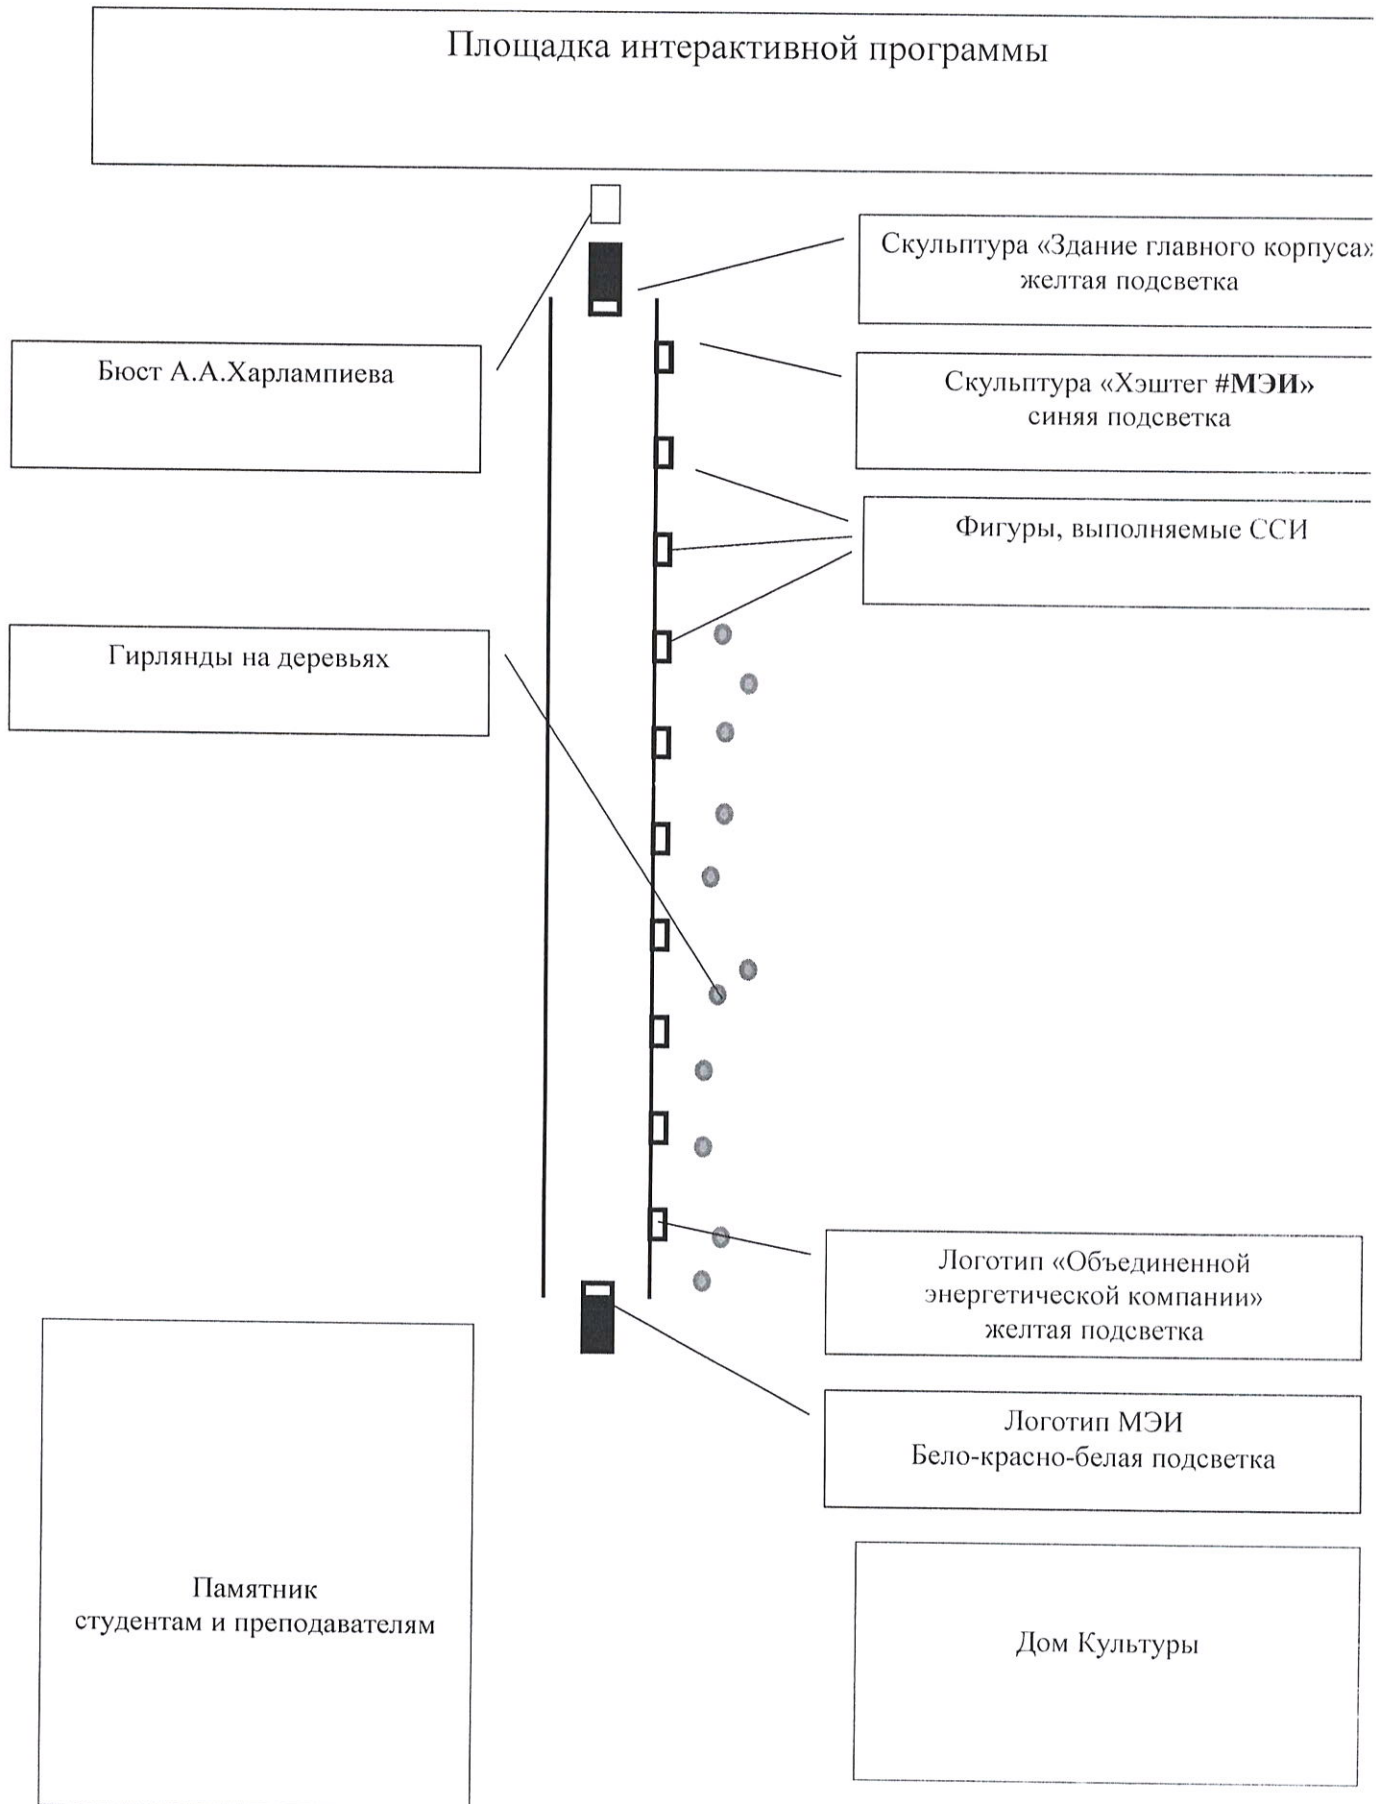 Площадка интерактивной программы
Скульптура «Здание главного корпуса»
желтая подсветка
Бюст А.А.Харлампиева
Скульптура «Хэштег #МЭИ»
синяя подсветка
Фигуры, выполняемые ССИ
Гирлянды на деревьях
Логотип «Объединенной
энергетической компании»
желтая подсветка
Логотип МЭИ
Бело-красно-белая подсветка
Памятник
студентам и преподавателям
Дом Культуры